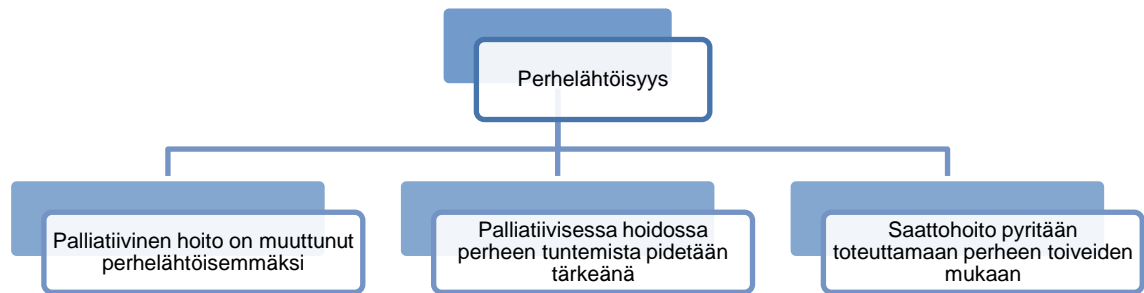 Perhelähtöisyys
Palliatiivinen hoito on muuttunut
perhelähtöisemmäksi
Palliatiivisessa hoidossa
perheen tuntemista pidetään
tärkeänä
Saattohoito pyritään
toteuttamaan perheen toiveiden
mukaan